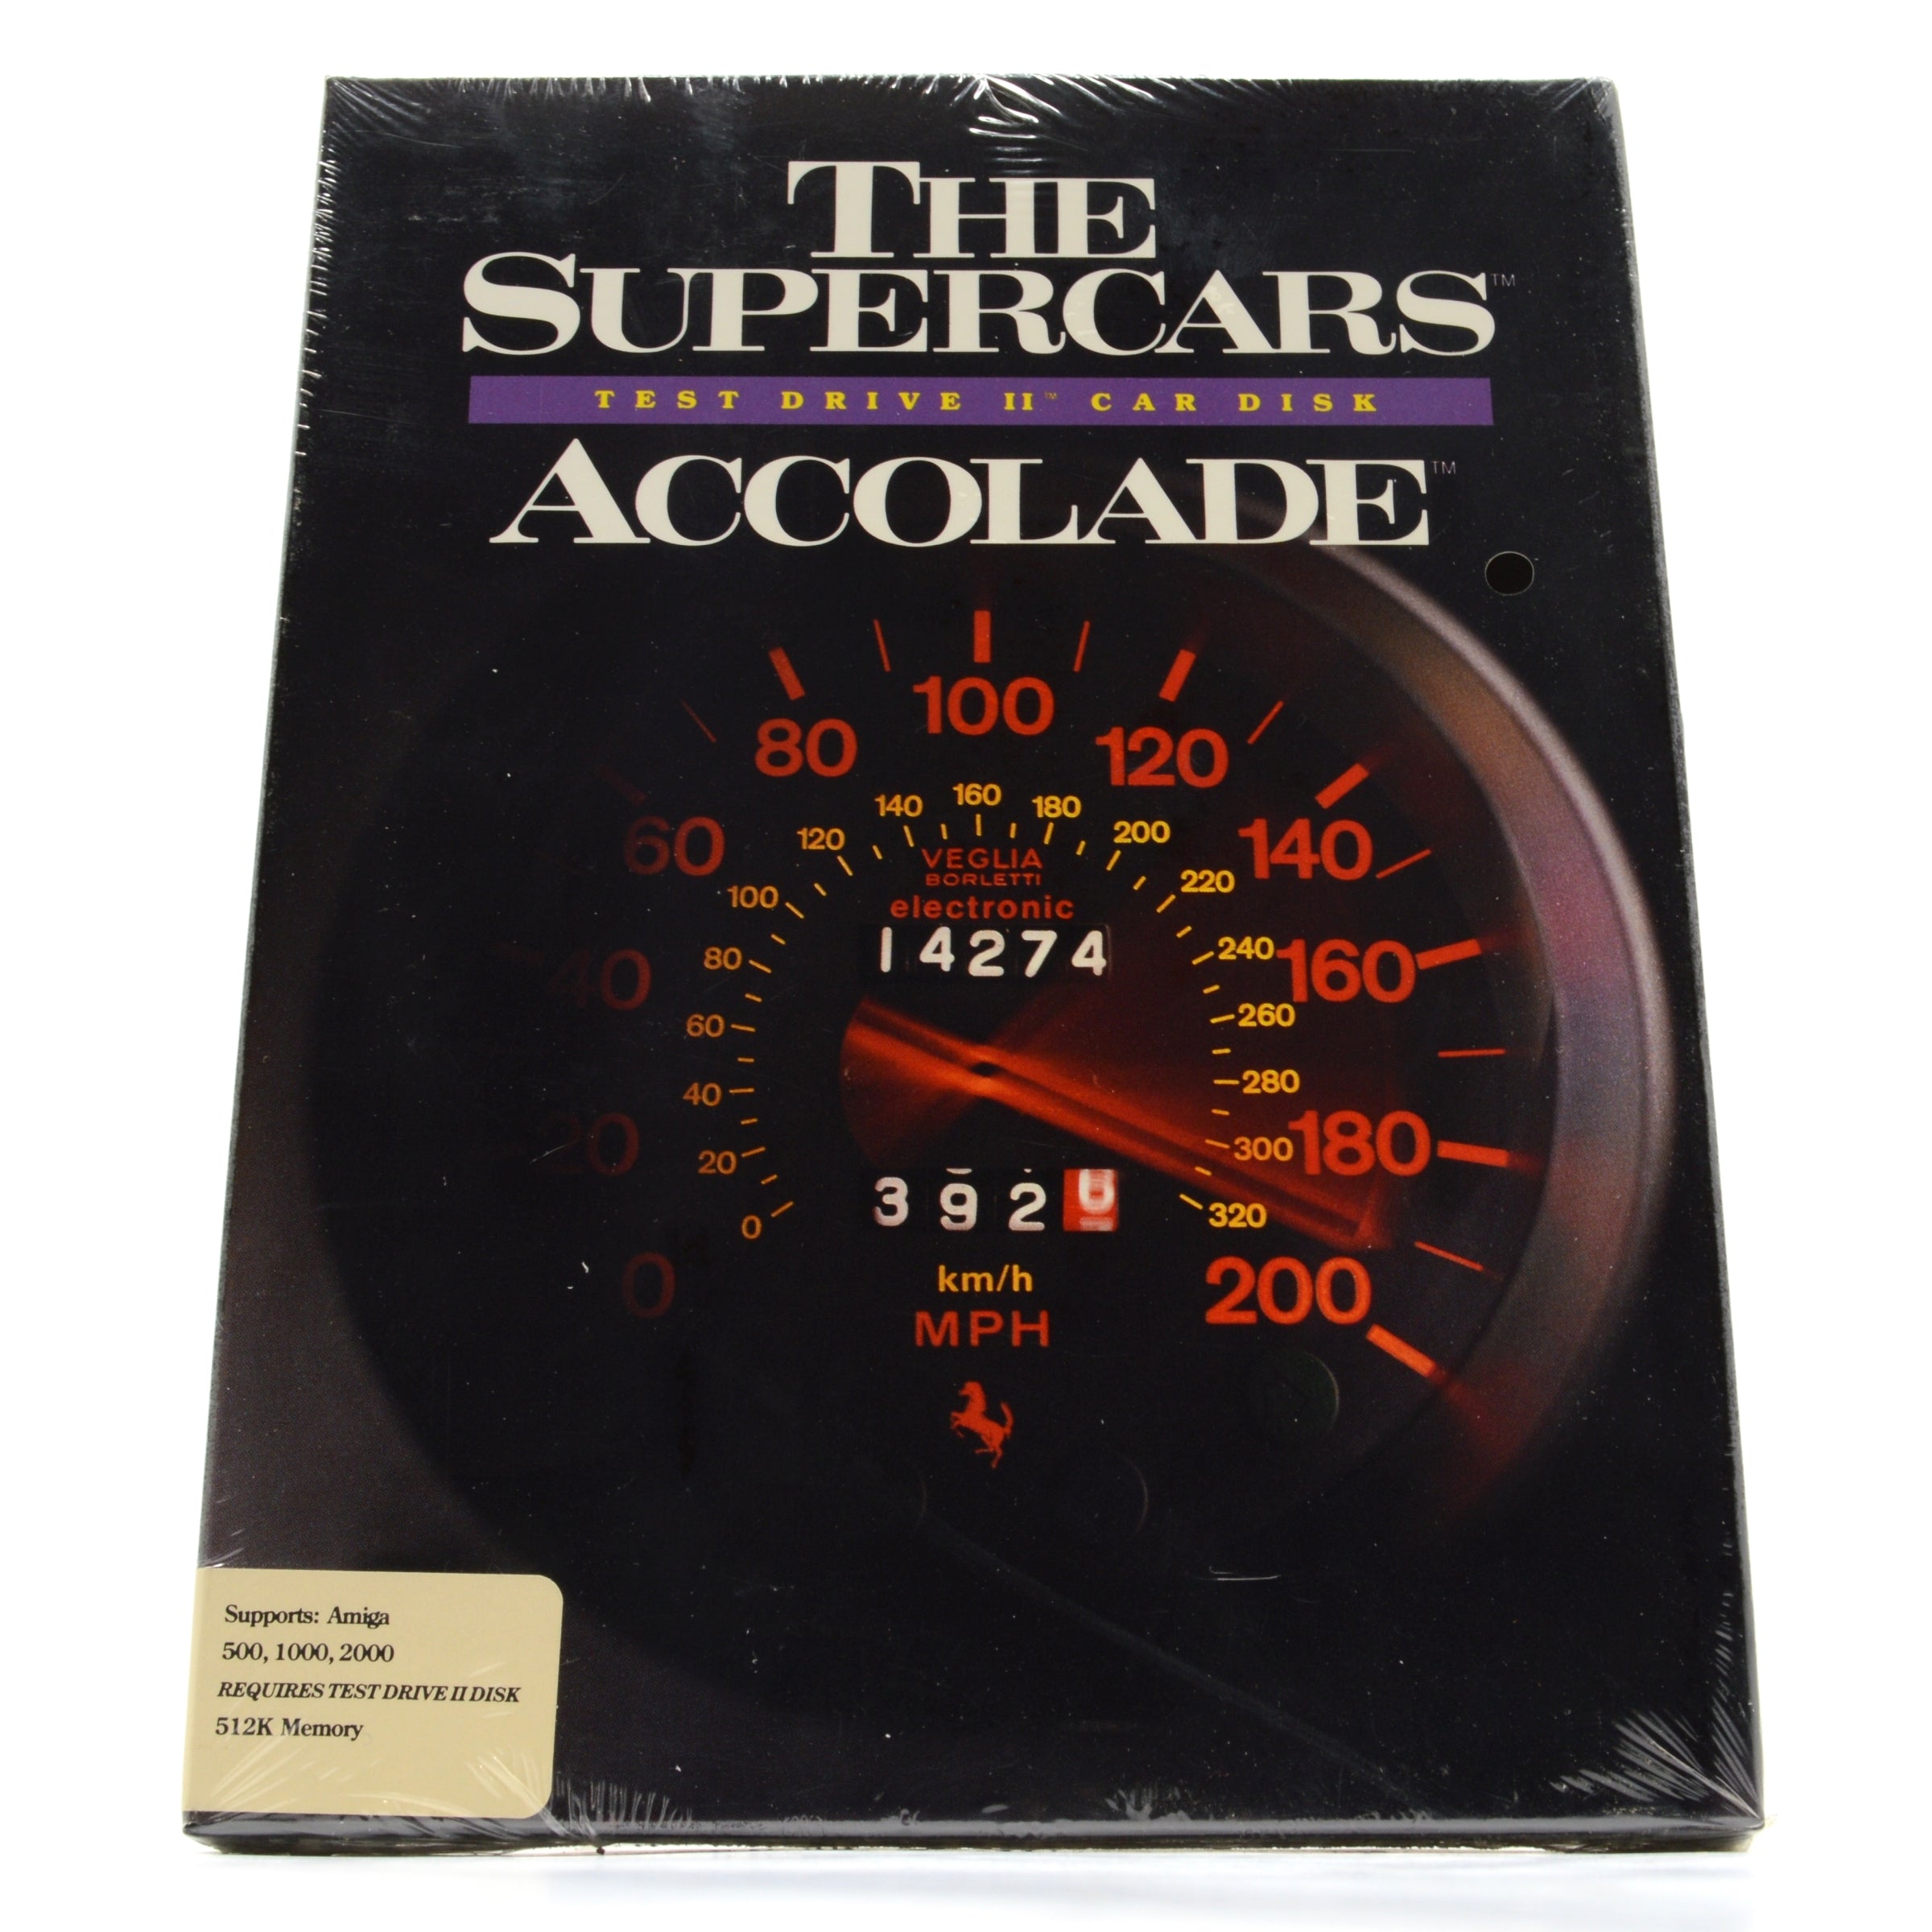 THE
SUPERCARS™
TEST DRIVE II™ CAR DISK
ACCOLADE™
100
80
120
60
140
40
160
20
180
0
200
160
140
180
120
200
100
220
80
240
60
260
40
280
20
300
0
320
VEGLIA
BORLETTI
electronic
14274
3926
km/h
MPH
Supports: Amiga
500, 1000, 2000
REQUIRES TEST DRIVE II DISK
512K Memory